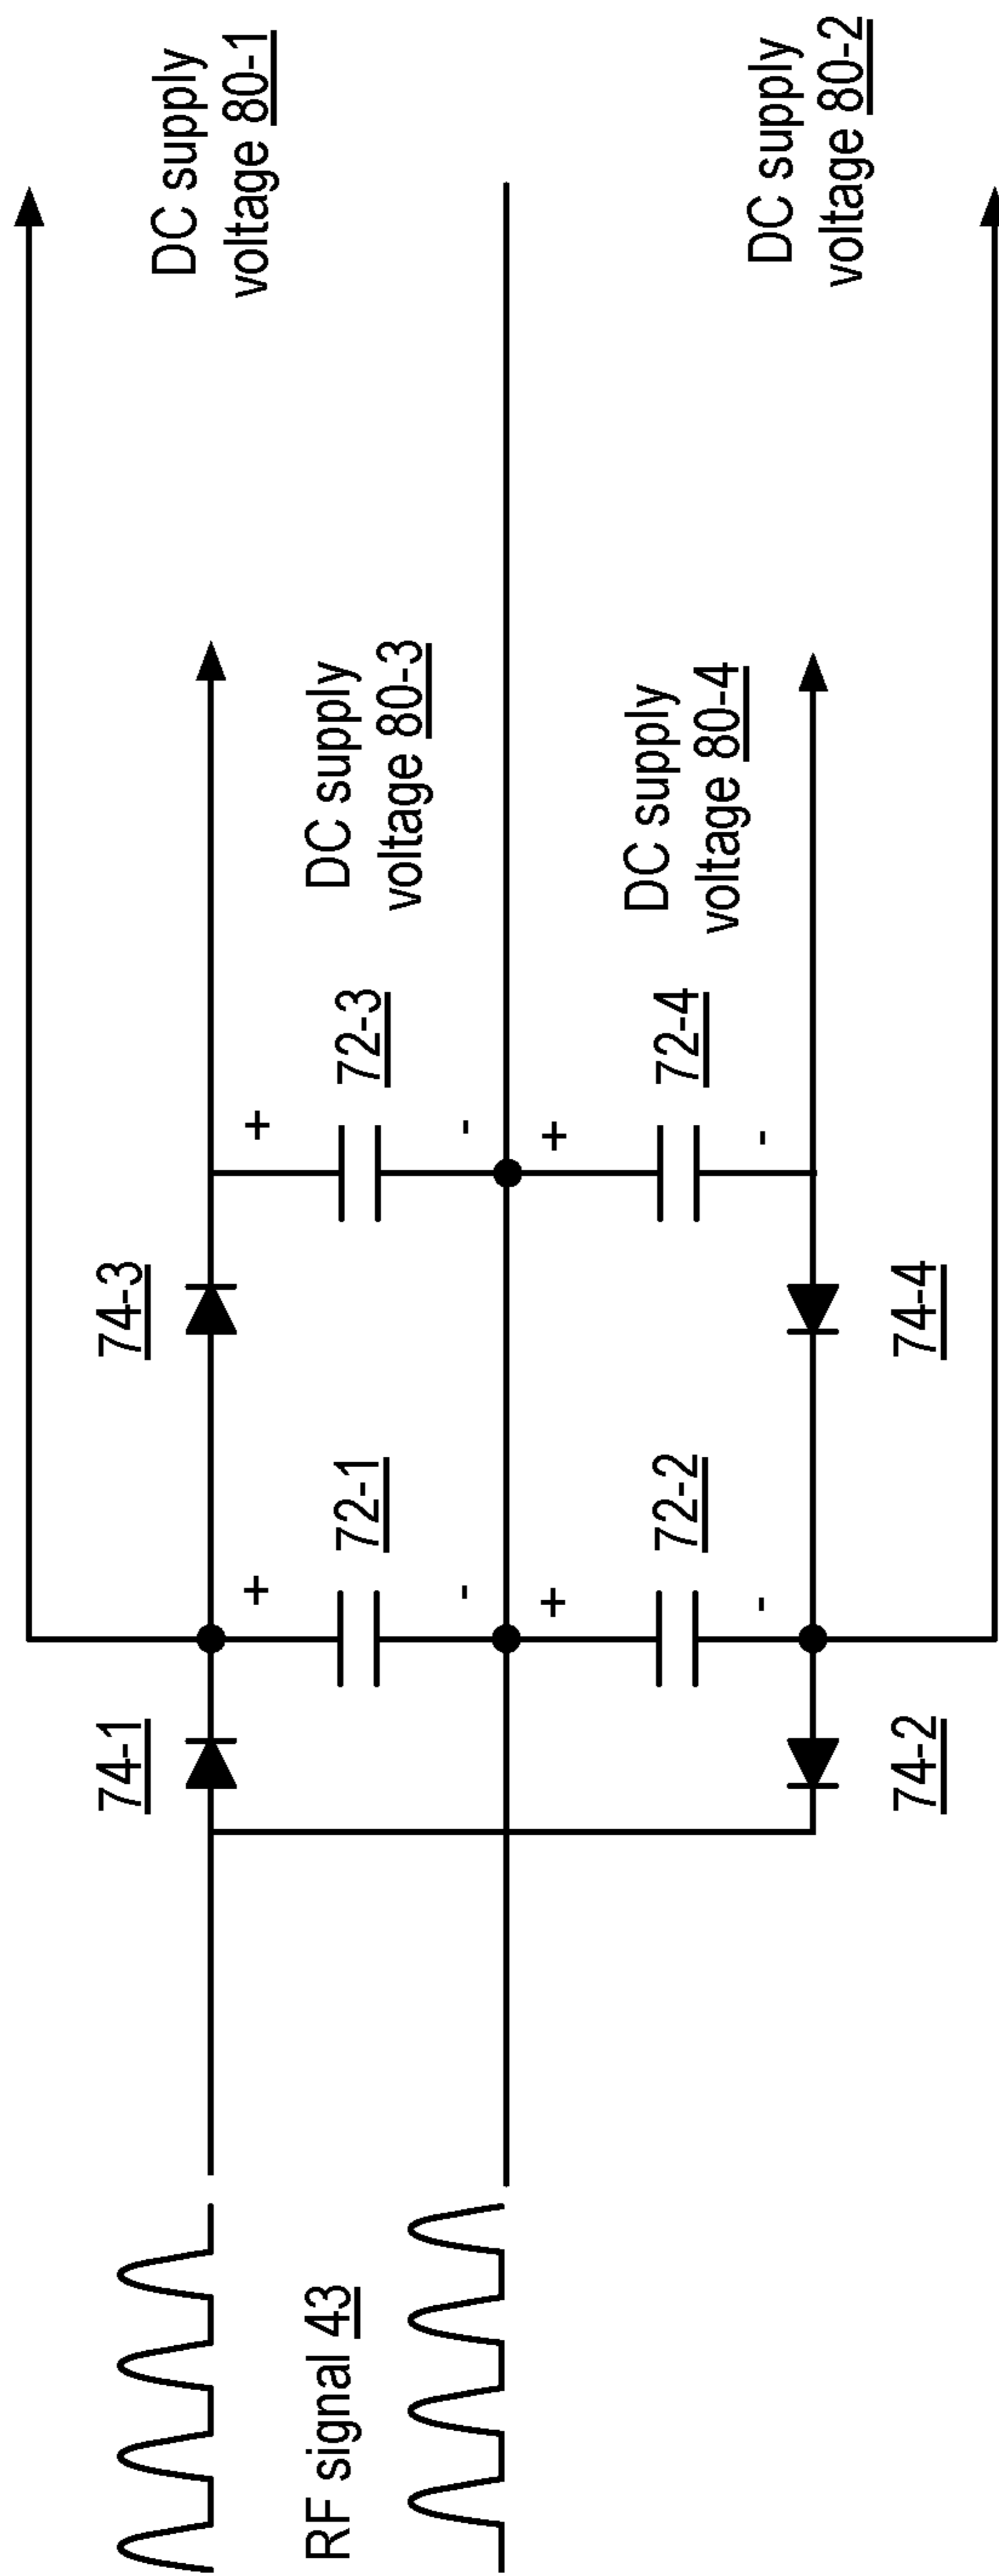 DC supply
voltage 80-1
74-1
74-3
+
+
72-1
72-3
DC supply
voltage 80-3
-
-
RF signal 43
+
+
72-2
72-4
DC supply
voltage 80-4
-
-
DC supply
voltage 80-2
74-2
74-4